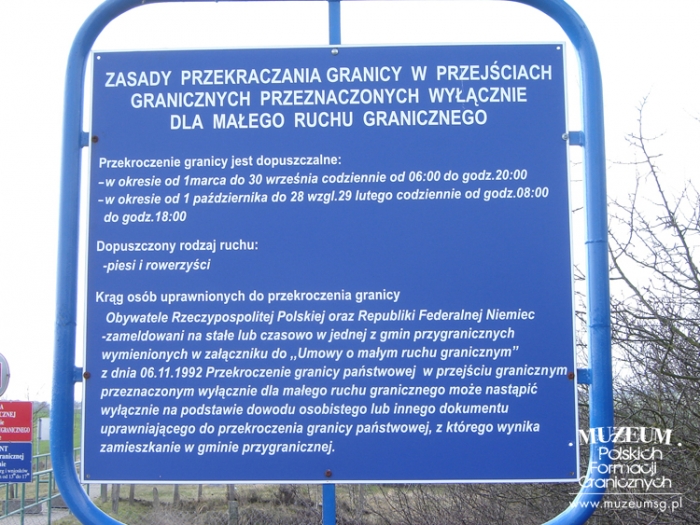 ZASADY PRZEKRACZANIA GRANICY W PRZEJŚCIACH
GRANICZNYCH PRZEZNACZONYCH WYŁĄCZNIE
DLA MAŁEGO RUCHU GRANICZNEGO
Przekroczenie granicy jest dopuszczalne:
-w okresie od 1marca do 30 września codziennie od 06:00 do godz.20:00
-w okresie od 1 października do 28 wzgl.29 lutego codziennie od godz.08:00
do godz.18:00
Dopuszczony rodzaj ruchu:
-piesi i rowerzyści
Krąg osób uprawnionych do przekroczenia granicy
Obywatele Rzeczypospolitej Polskiej oraz Republiki Federalnej Niemiec
-zameldowani na stałe lub czasowo w jednej z gmin przygranicznych
wymienionych w załączniku do „Umowy o małym ruchu granicznym”
z dnia 06.11.1992 Przekroczenie granicy państwowej w przejściu granicznym
przeznaczonym wyłącznie dla małego ruchu granicznego może nastąpić
wyłącznie na podstawie dowodu osobistego lub innego dokumentu
uprawniającego do przekroczenia granicy państwowej, z którego wynika
zamieszkanie w gminie przygranicznej.
MUZEUM
Polskich
Formacji
Granicznych
www.muzeumsg.pl